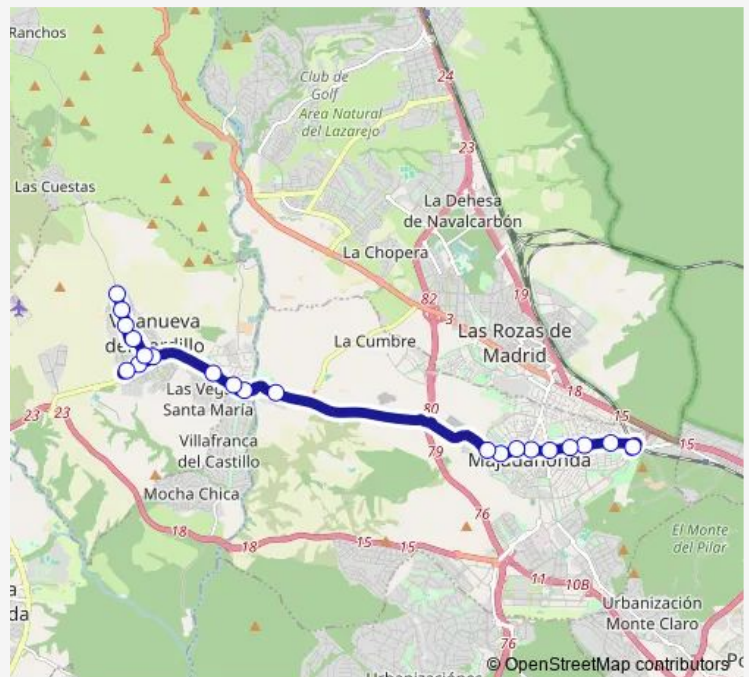 Ranchos
24
Club de
Golf
Area Natural
del Lazarejo
23
Las Cuestas
La Dehesa
de Navalcarbón
La Chopera
19
82
3
Las Rozas de
Madrid
La Cumbre
18
Las
Santa María
23
23
80
15
15
79
Villafranca
del Castillo
Mocha Chica
76
18
18
15
15
El Monte
del Pilar
11
10B
a
da
Urbanización
Monte Claro
76
© OpenStreetMap contributors